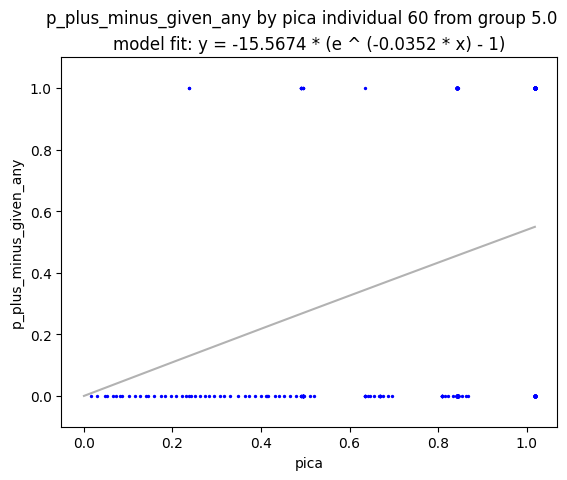 p_plus_minus_given_any by pica individual 60 from group 5.0
model fit: y = -15.5674 * (e ^ (-0.0352 * x) - 1)
1.0
0.8
0.6
0.4
0.2
0.0
p_plus_minus_given_any
0.0 0.2 0.4 0.6 0.8 1.0
pica